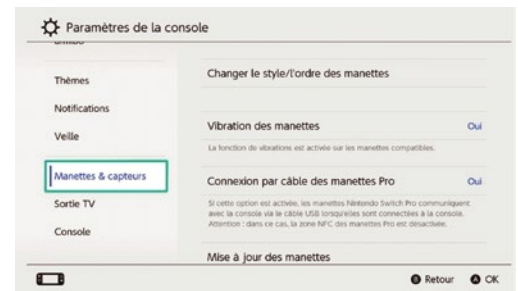 Paramètres de la console
amiibo
Thèmes
Notifications
Veille
Manettes & capteurs
Sortie TV
Console
Changer le style/l'ordre des manettes
Vibration des manettes Oui
La fonction de vibrations est activée sur les manettes compatibles.
Connexion par câble des manettes Pro Oui
Si cette option est activée, les manettes Nintendo Switch Pro communiquent
avec la console via le câble USB lorsqu'elles sont connectées à la console.
Attention : dans ce cas, la zone NFC des manettes Pro est désactivée.
Mise à jour des manettes
B Retour A OK